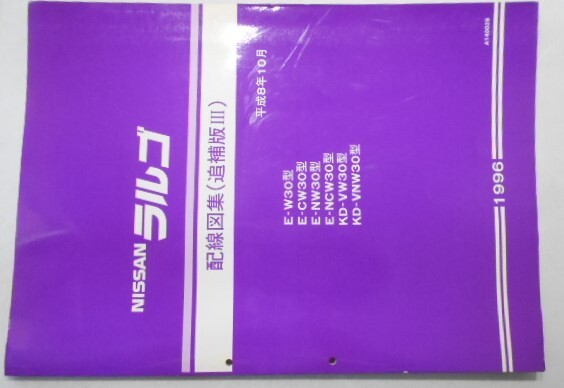 NISSAN ラルゴ
配線図集(追補版III)
平成8年10月
E-W30型
E-CW30型
E-NW30型
E-NCW30型
KD-VW30型
KD-VNW30型
1996
A140026